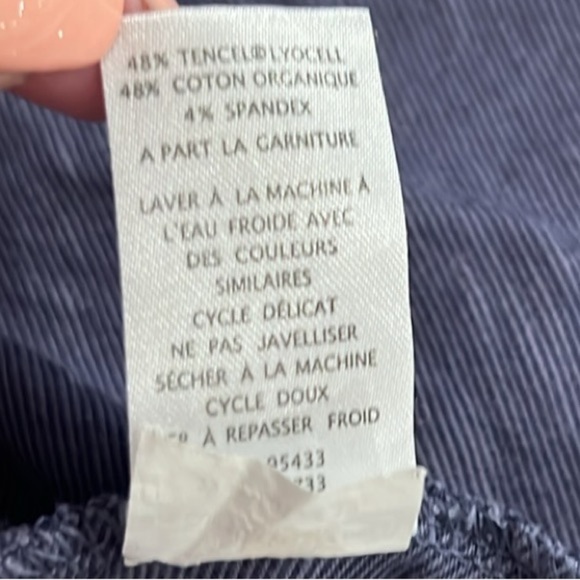 48% TENCEL® LYOCELL
48% COTON ORGANIQUE
4% SPANDEX
A PART LA GARNITURE
LAVER À LA MACHINE À
L'EAU FROIDE AVEC
DES COULEURS
SIMILAIRES
CYCLE DÉLICAT
NE PAS JAVELLISER
SÉCHER À LA MACHINE
CYCLE DOUX
À REPASSER FROID
95433
33